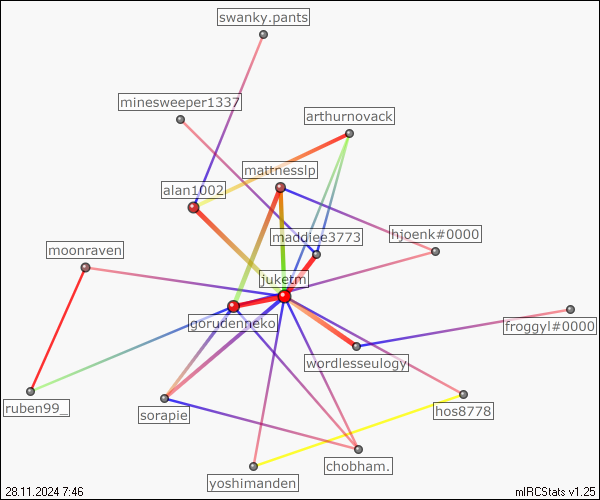 swanky.pants
minesweeper1337
arthurnovack
mattnesslp
alan1002
maddiee3773
hjoenk#0000
moonraven
juketm
gorudenneko
froggyl#0000
wordlesseulogy
ruben99_
sorapie
hos8778
chobham.
yoshimanden
28.11.2024 7:46
mIRCStats v1.25